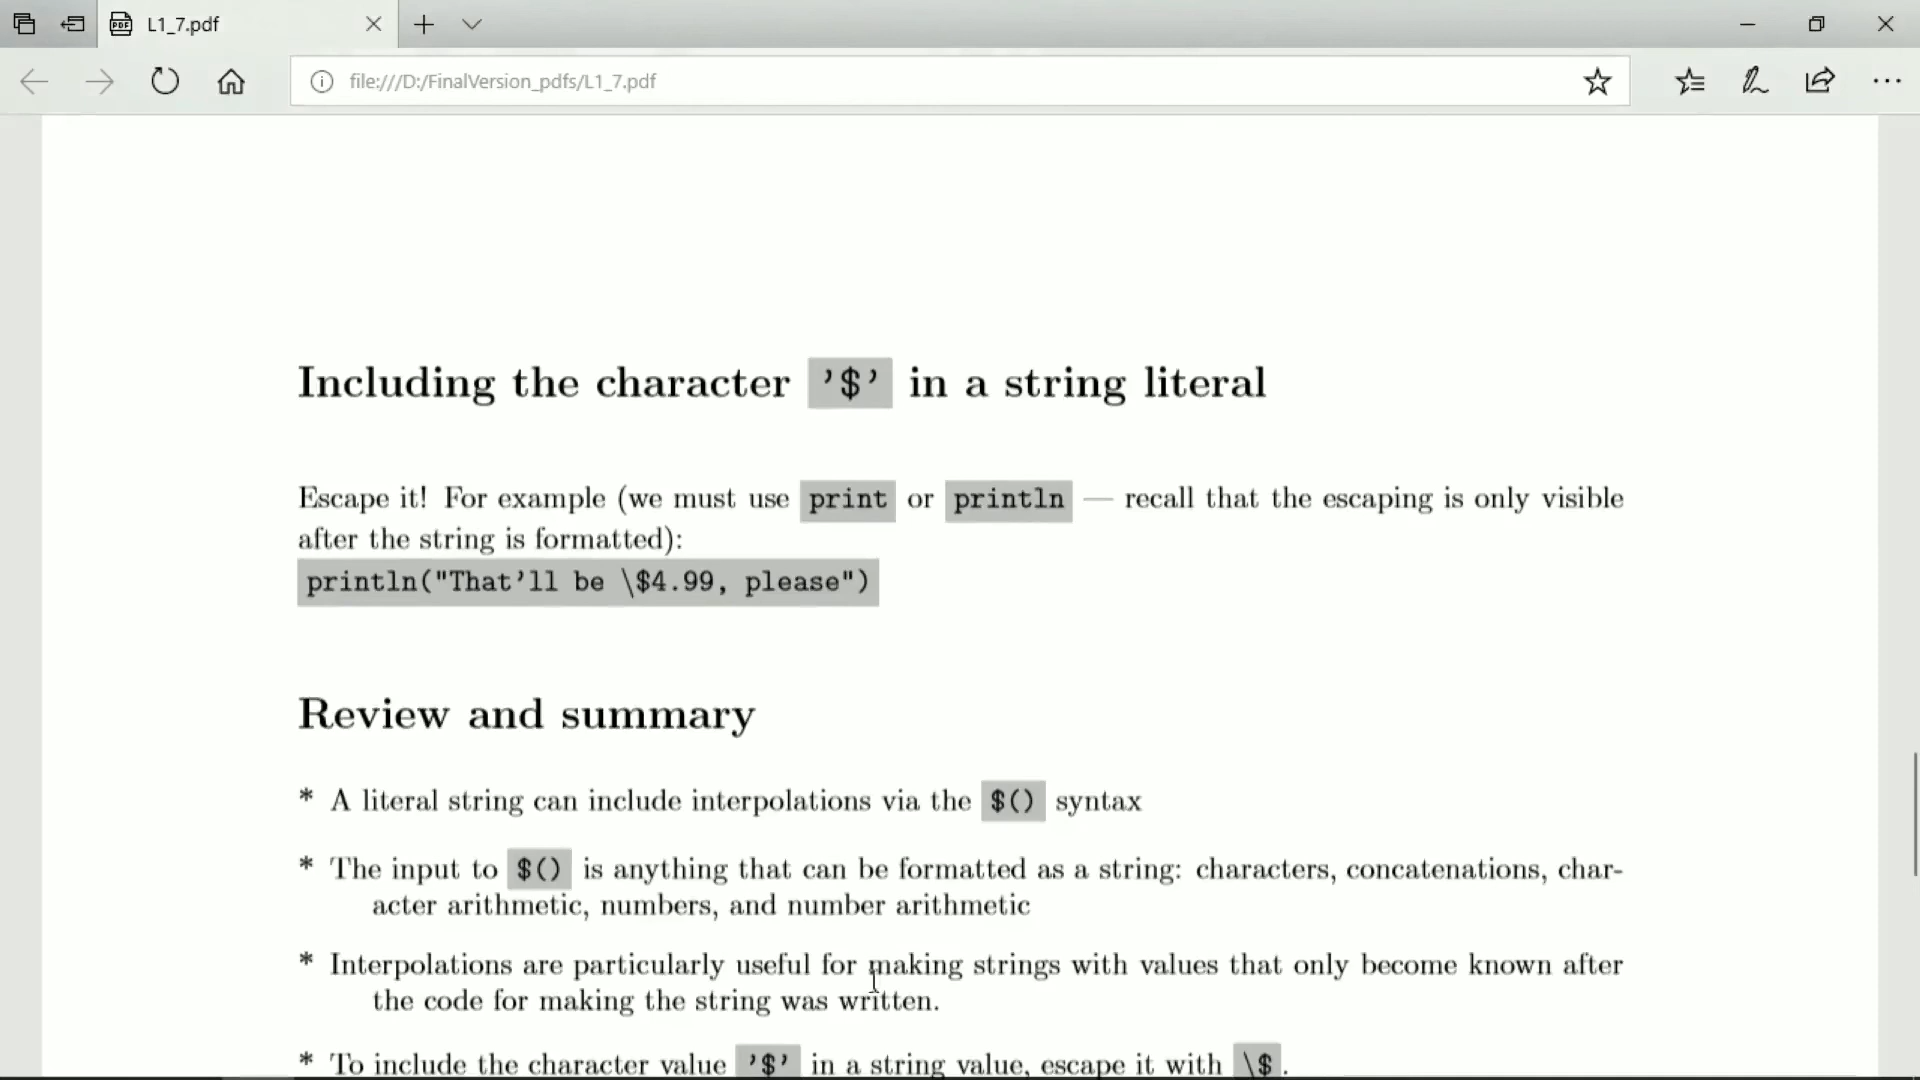 L1_7.pdf
file:///D:/FinalVersion_pdfs/L1_7.pdf
Including the character '$' in a string literal
Escape it! For example (we must use print or println — recall that the escaping is only visible
after the string is formatted):
println("That'll be \$4.99, please")
Review and summary
* A literal string can include interpolations via the $() syntax
* The input to $() is anything that can be formatted as a string: characters, concatenations, char-
acter arithmetic, numbers, and number arithmetic
* Interpolations are particularly useful for making strings with values that only become known after
the code for making the string was written.
* To include the character value '$' in a string value, escape it with \$.